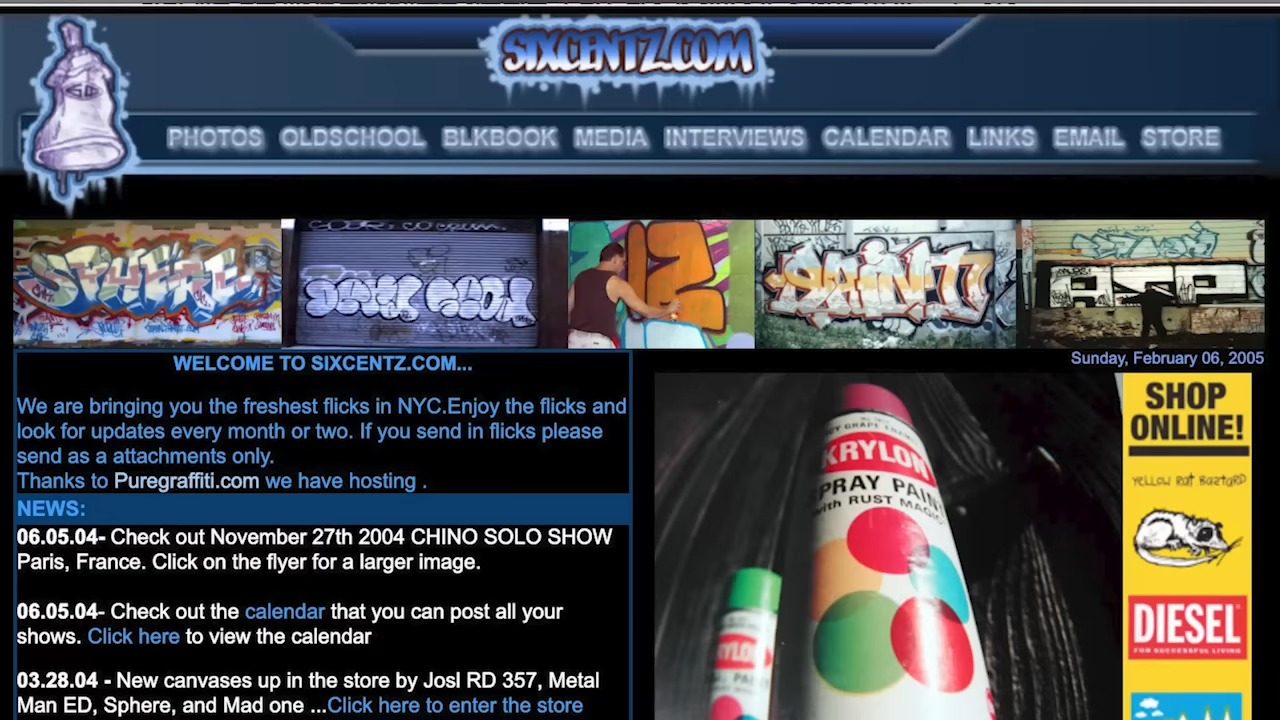 SIXCENTZ.COM
PHOTOS OLDSCHOOL BLKBOOK MEDIA INTERVIEWS CALENDAR LINKS EMAIL STORE
WELCOME TO SIXCENTZ.COM...
Sunday, February 06, 2005
We are bringing you the freshest flicks in NYC.Enjoy the flicks and
look for updates every month or two. If you send in flicks please
send as a attachments only.
Thanks to Puregraffiti.com we have hosting .
NEWS:
06.05.04- Check out November 27th 2004 CHINO SOLO SHOW
Paris, France. Click on the flyer for a larger image.
06.05.04- Check out the calendar that you can post all your
shows. Click here to view the calendar
03.28.04 - New canvases up in the store by Josl RD 357, Metal
Man ED, Sphere, and Mad one ...Click here to enter the store
KRYLON
SPRAY PAINT
with RUST MAGIC
SHOP
ONLINE!
YELLOW RAT BASTARD
DIESEL
FOR SUCCESSFUL LIVING